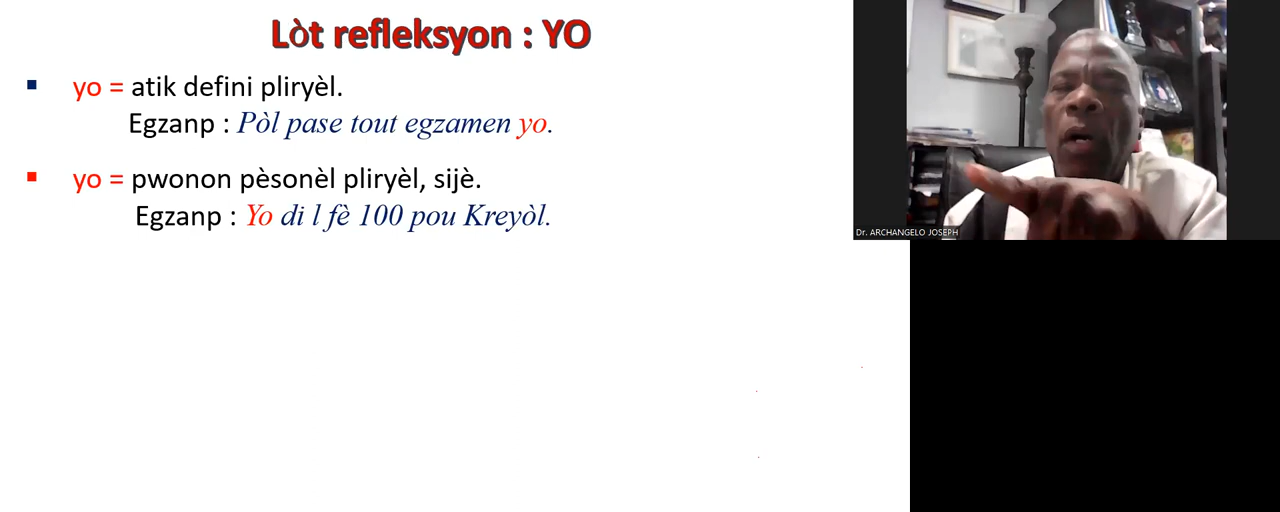 Lòt refleksyon : YO
yo = atik defini pliryèl.
Egzanp : Pòl pase tout egzamen yo.
yo = pwonon pèsonèl pliryèl, sijè.
Egzanp : Yo di l fè 100 pou Kreyòl.
Dr. ARCHANGELO JOSEPH